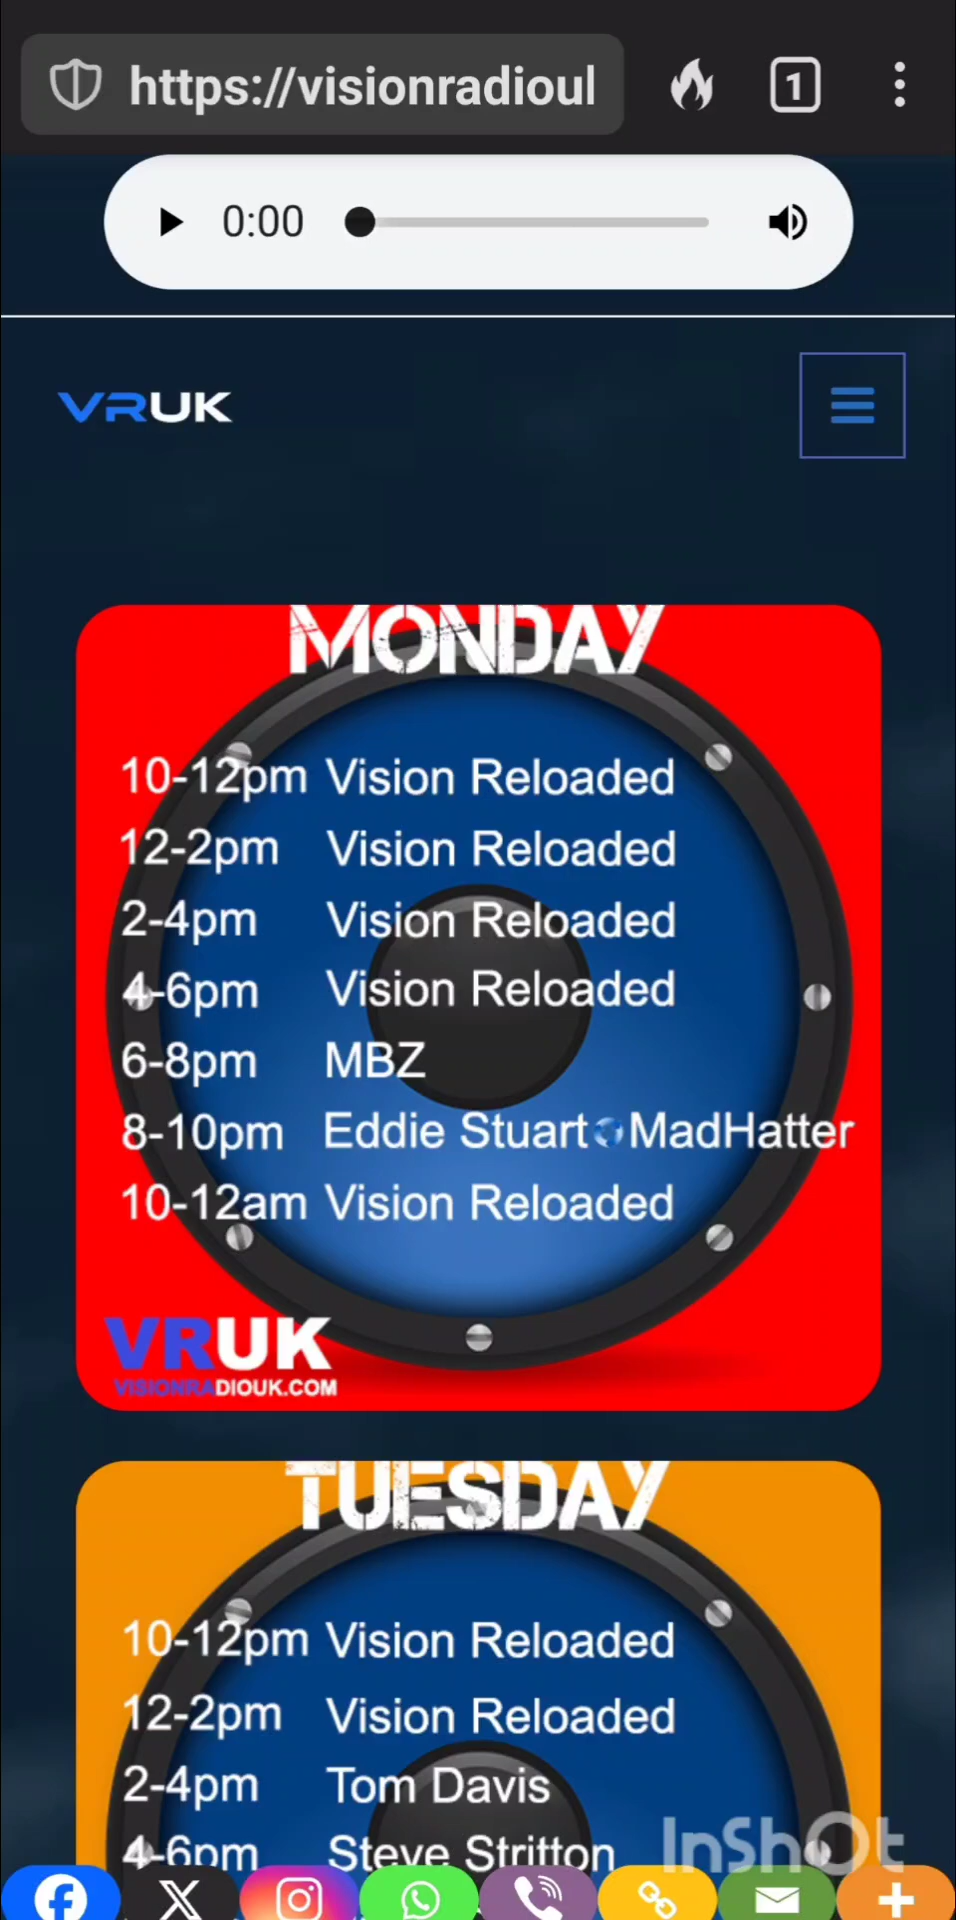 https://visionradioul
1
0:00
VRUK
MONDAY
10-12pm Vision Reloaded
12-2pm Vision Reloaded
2-4pm Vision Reloaded
4-6pm Vision Reloaded
6-8pm MBZ
8-10pm Eddie Stuart MadHatter
10-12am Vision Reloaded
VRUK
VISIONRADIOUK.COM
TUESDAY
10-12pm Vision Reloaded
12-2pm Vision Reloaded
2-4pm Tom Davis
4-6pm Steve Stritton
InShOt